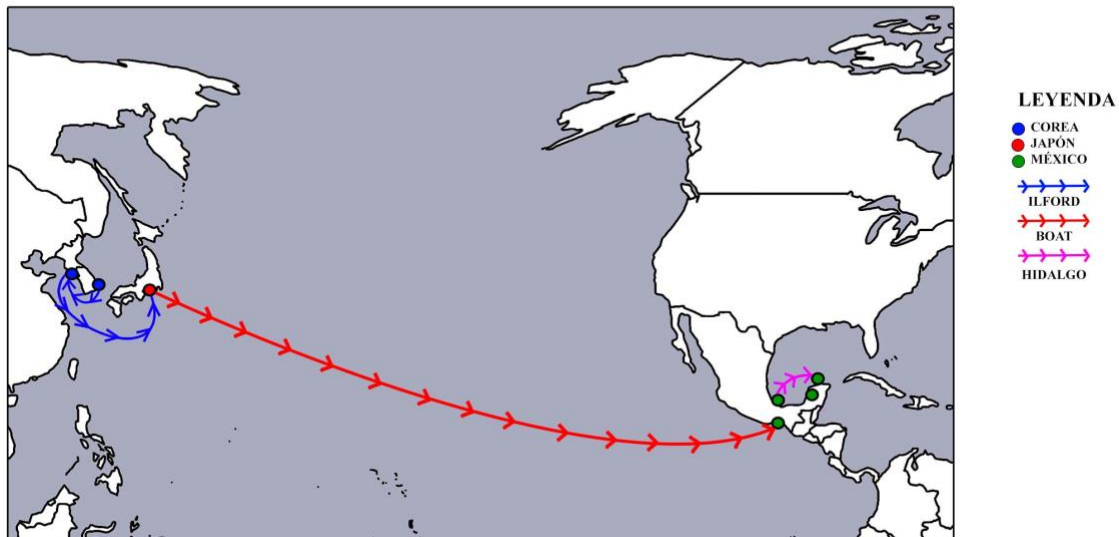 LEYENDA
COREA
JAPÓN
MÉXICO
ILFORD
BOAT
HIDALGO